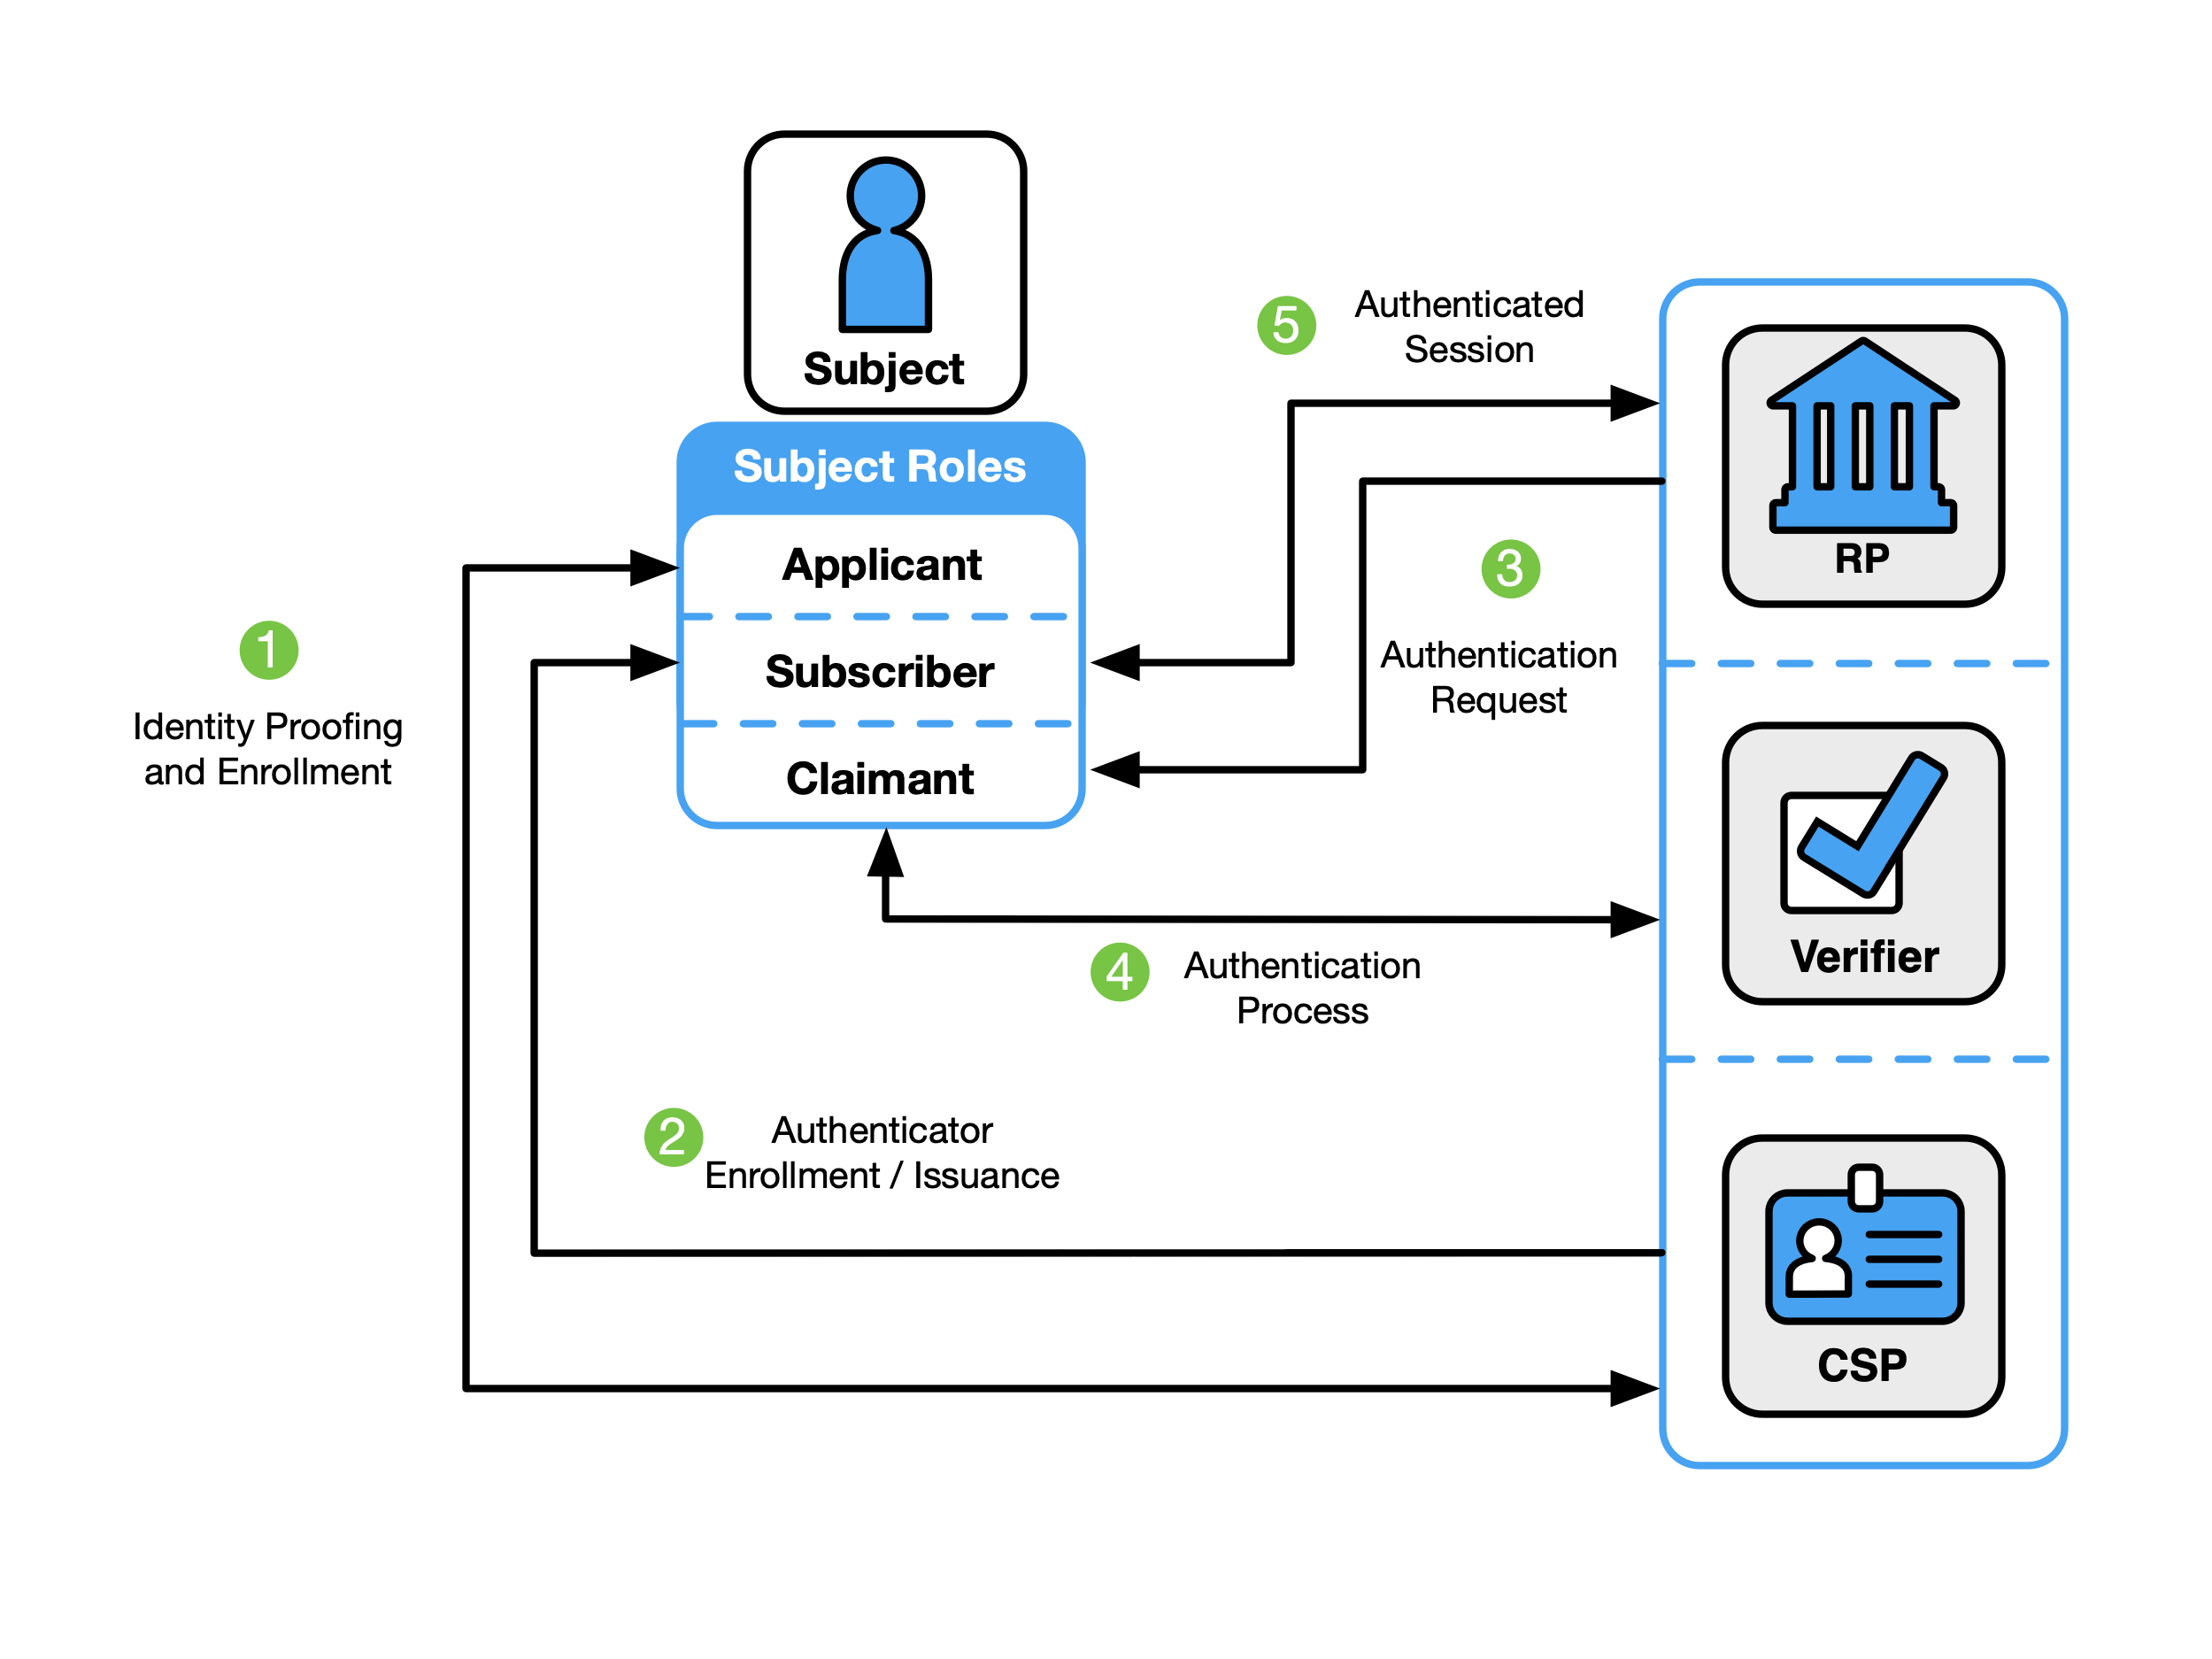 Subject
Subject Roles
Applicant
Subscriber
Claimant
1
Identity Proofing
and Enrollment
2
Authenticator
Enrollment / Issuance
3
Authentication
Request
4
Authentication
Process
5
Authenticated
Session
RP
Verifier
CSP